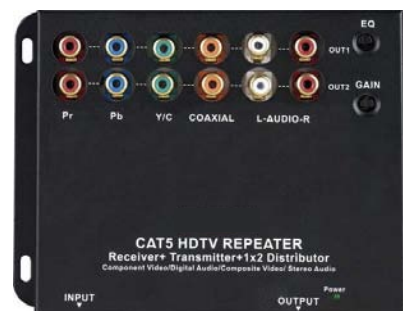 EQ
OUT1
OUT2 GAIN
Pr Pb Y/C COAXIAL L-AUDIO-R
CAT5 HDTV REPEATER
Receiver+ Transmitter+1x2 Distributor
Component Video/Digital Audio/Composite Video/ Stereo Audio
Power
INPUT OUTPUT